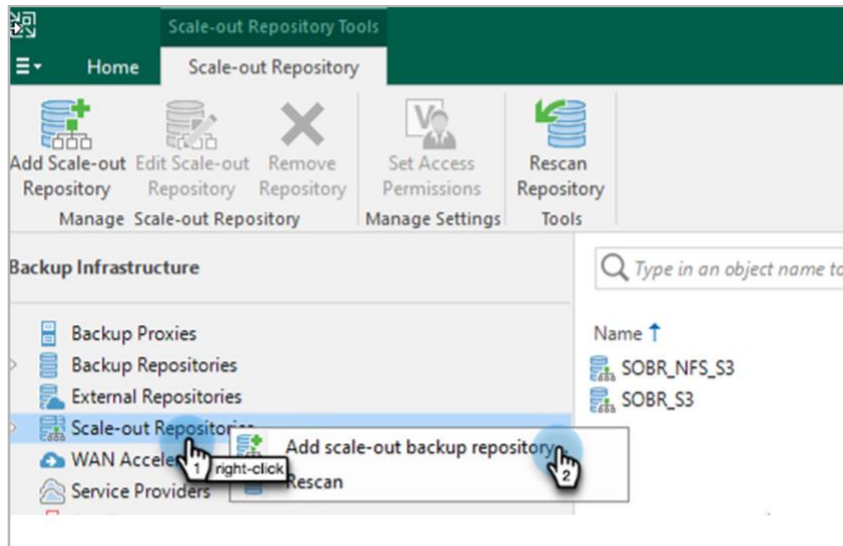 Scale-out Repository Tools
Home Scale-out Repository
Add Scale-out Edit Scale-out Remove Set Access Rescan
Repository Repository Repository Permissions Repository
Manage Scale-out Repository Manage Settings Tools
Backup Infrastructure
Type in an object name to
Backup Proxies
Name
Backup Repositories
SOBR_NFS_S3
External Repositories
SOBR_S3
Scale-out Repositories
Add scale-out backup repository...
WAN Accele
1 right-click
2
Rescan
Service Providers